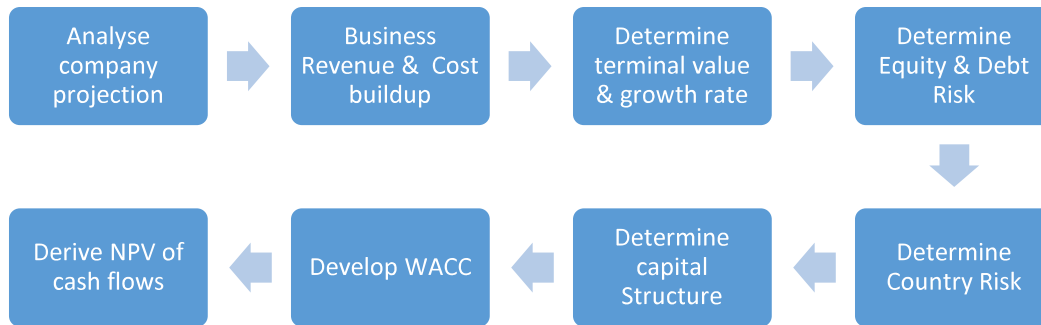 Analyse
company
projection
Business
Revenue & Cost
buildup
Determine
terminal value
& growth rate
Determine
Equity & Debt
Risk
Determine
Country Risk
Determine
capital
Structure
Develop WACC
Derive NPV of
cash flows